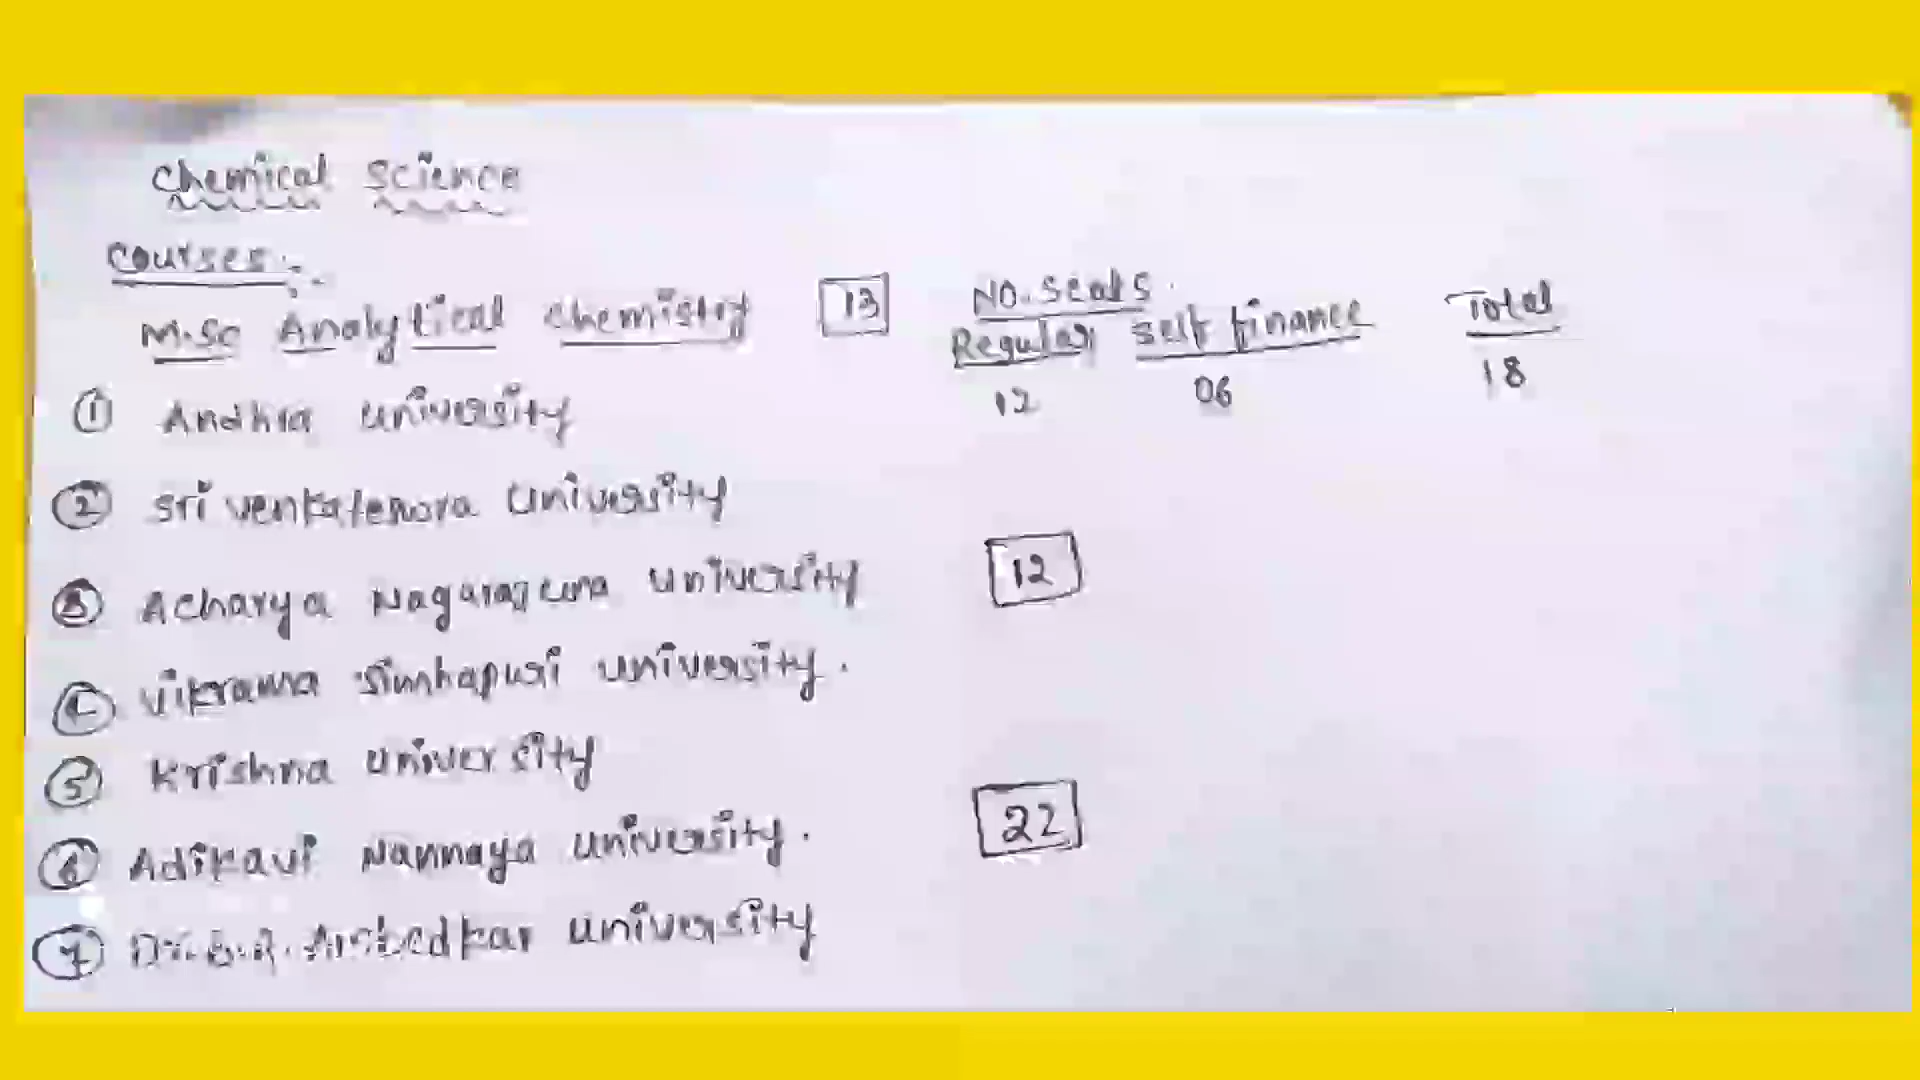 Chemical Science
Courses:-
M.Sc Analytical Chemistry 13 No. Seats.
Regular Self finance Total
① Andhra University 12 06 18
② Sri Venkateswra University
③ Acharya Nagarajuna University 12
④ Vikrama Simhapuri University.
⑤ Krishna University
⑥ Adikavi Nannaya University. 22
⑦ Dr. B.R. Ambedkar University